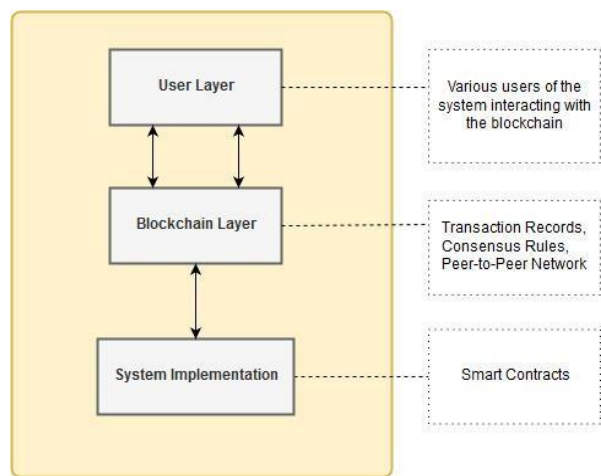 User Layer
Various users of the
system interacting with
the blockchain
Blockchain Layer
Transaction Records,
Consensus Rules,
Peer-to-Peer Network
System Implementation
Smart Contracts